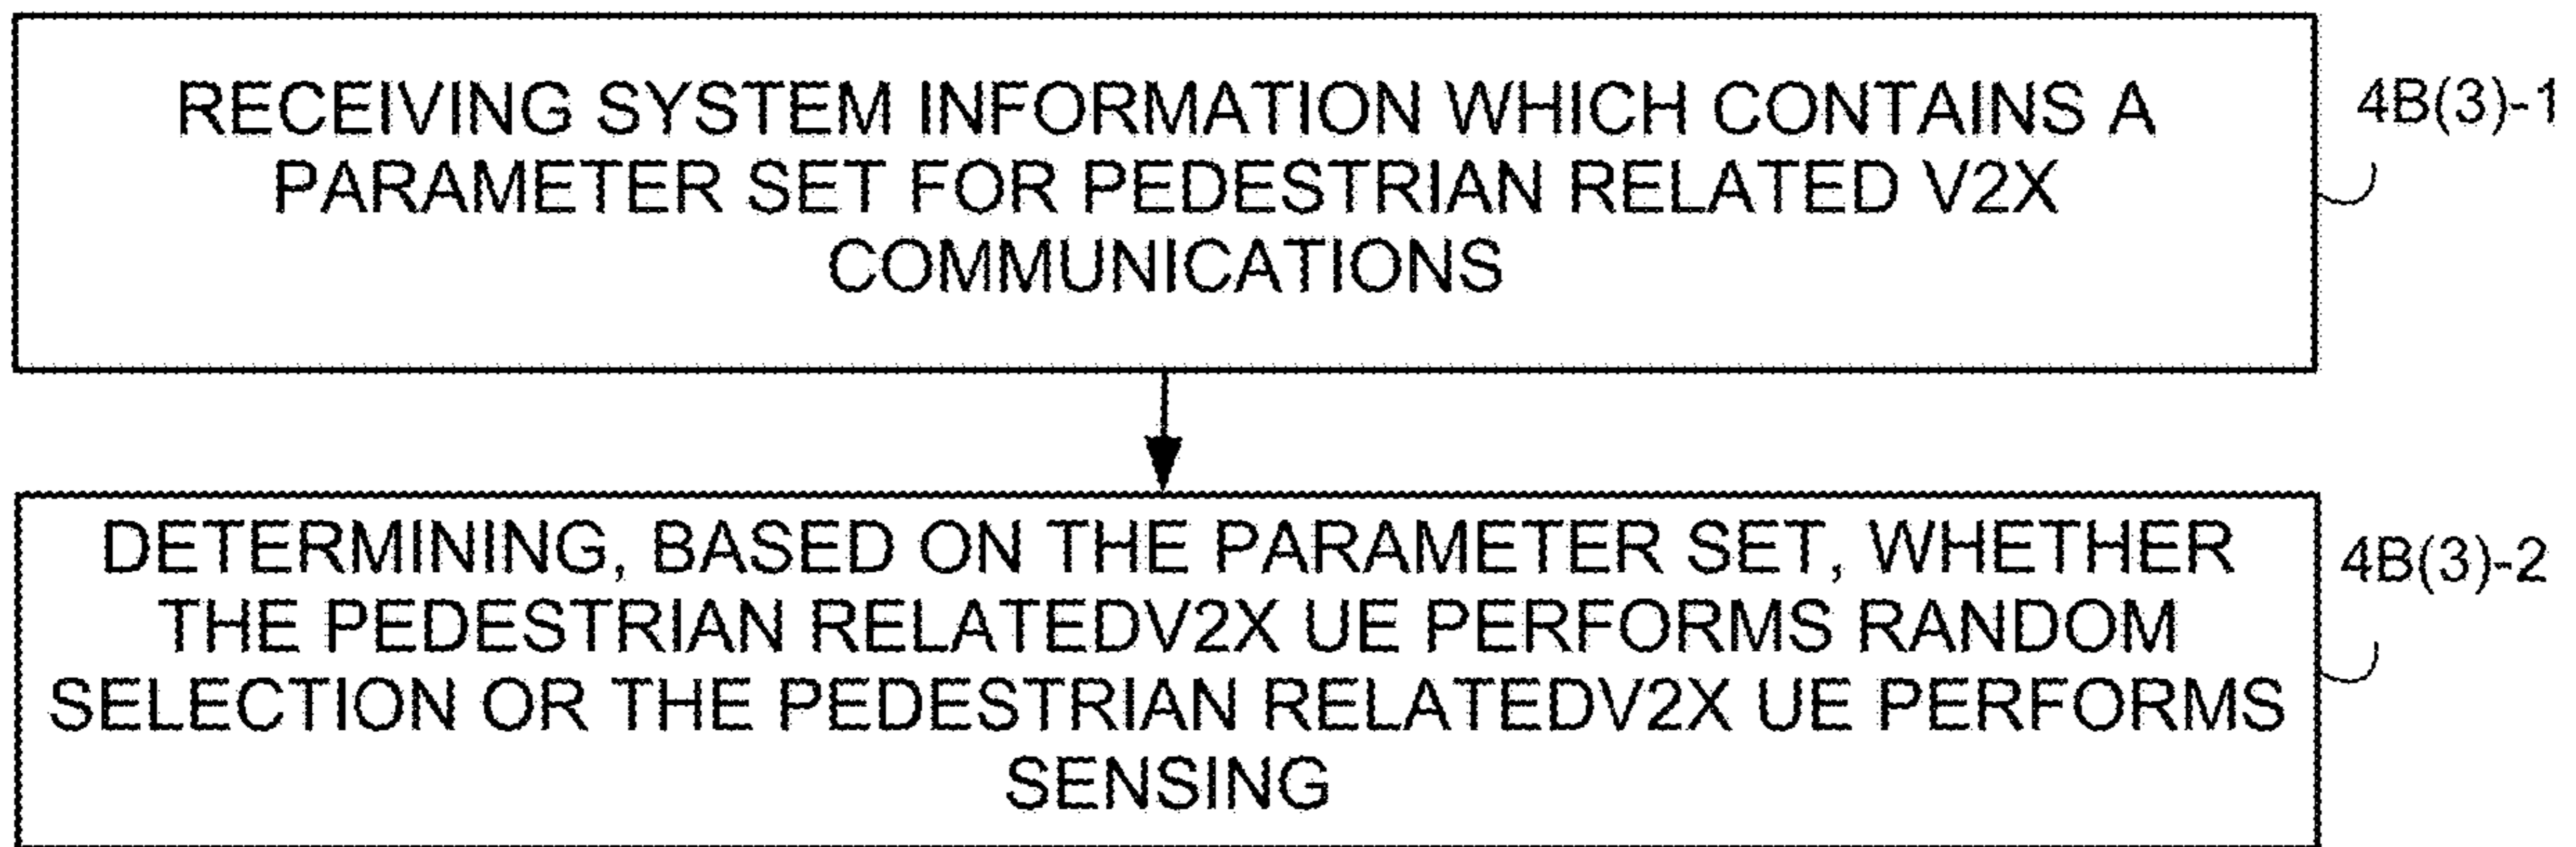 RECEIVING SYSTEM INFORMATION WHICH CONTAINS A
PARAMETER SET FOR PEDESTRIAN RELATED V2X
COMMUNICATIONS
4B(3)-1
DETERMINING, BASED ON THE PARAMETER SET, WHETHER
THE PEDESTRIAN RELATEDV2X UE PERFORMS RANDOM
SELECTION OR THE PEDESTRIAN RELATEDV2X UE PERFORMS
SENSING
4B(3)-2